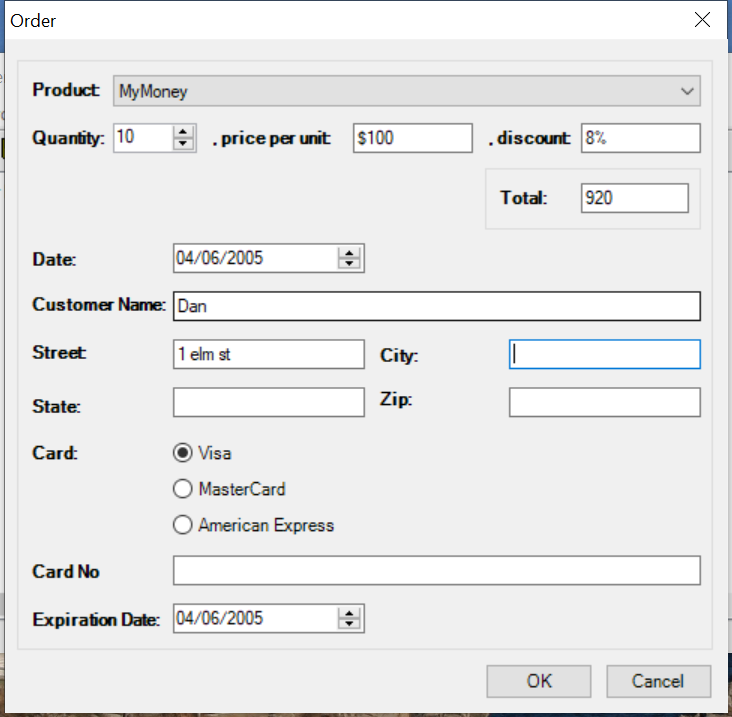 Order
Product: MyMoney
Quantity: 10 . price per unit: $100 . discount: 8%
Total: 920
Date: 04/06/2005
Customer Name: Dan
Street: 1 elm st City:
State: Zip:
Card: Visa
MasterCard
American Express
Card No
Expiration Date: 04/06/2005
OK Cancel